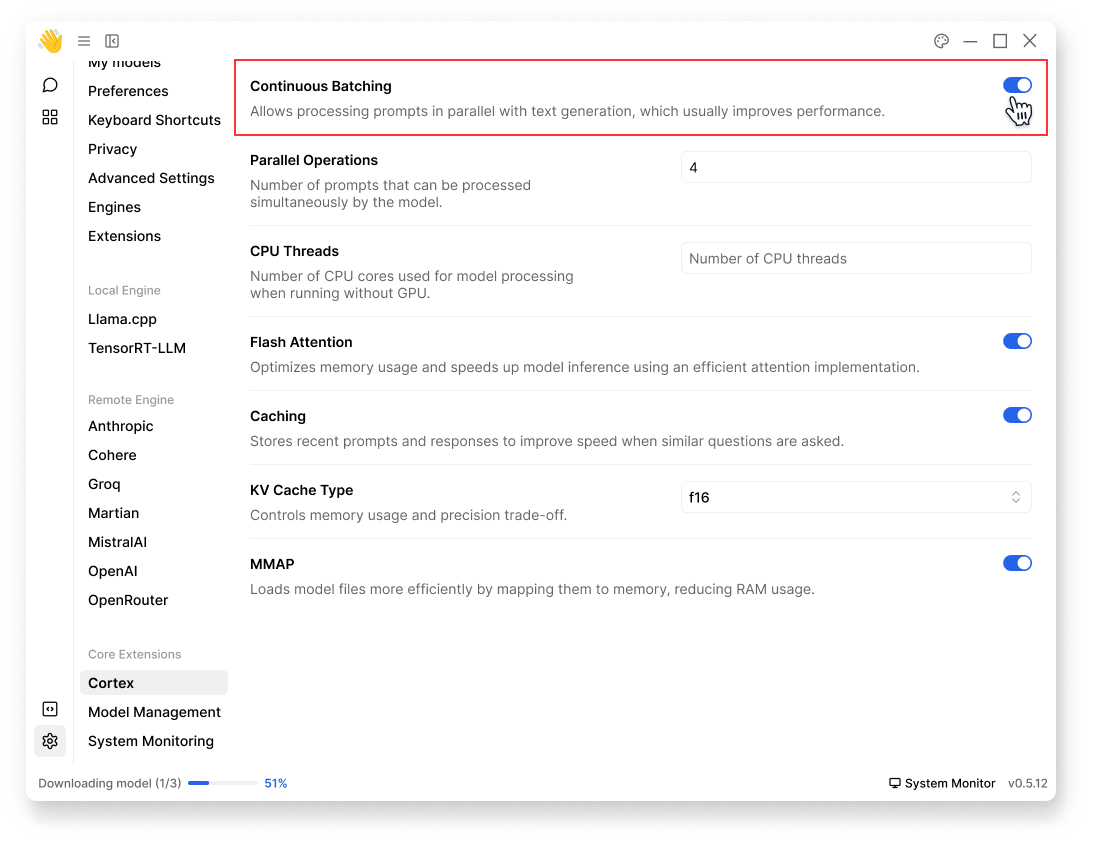 My models
Preferences
Keyboard Shortcuts
Privacy
Advanced Settings
Engines
Extensions
Local Engine
Llama.cpp
TensorRT-LLM
Remote Engine
Anthropic
Cohere
Groq
Martian
MistralAI
OpenAI
OpenRouter
Core Extensions
Cortex
Model Management
System Monitoring
Continuous Batching
Allows processing prompts in parallel with text generation, which usually improves performance.
Parallel Operations
Number of prompts that can be processed
simultaneously by the model.
4
CPU Threads
Number of CPU cores used for model processing
when running without GPU.
Number of CPU threads
Flash Attention
Optimizes memory usage and speeds up model inference using an efficient attention implementation.
Caching
Stores recent prompts and responses to improve speed when similar questions are asked.
KV Cache Type
Controls memory usage and precision trade-off.
f16
MMAP
Loads model files more efficiently by mapping them to memory, reducing RAM usage.
Downloading model (1/3) 51%
System Monitor v0.5.12